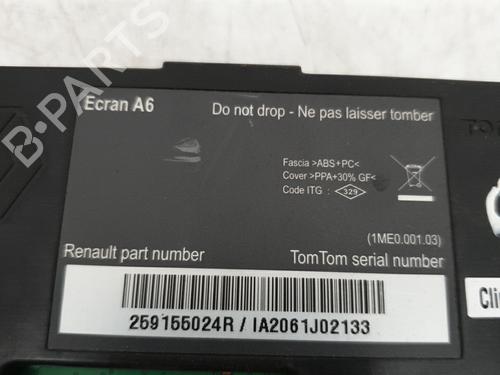 Ecran A6
Do not drop - Ne pas laisser tomber
Fascia >ABS+PC<
Cover >PPA+30% GF<
Code ITG : 329
(1ME0.001.03)
Renault part number
TomTom serial number
259155024R / IA2061J02133